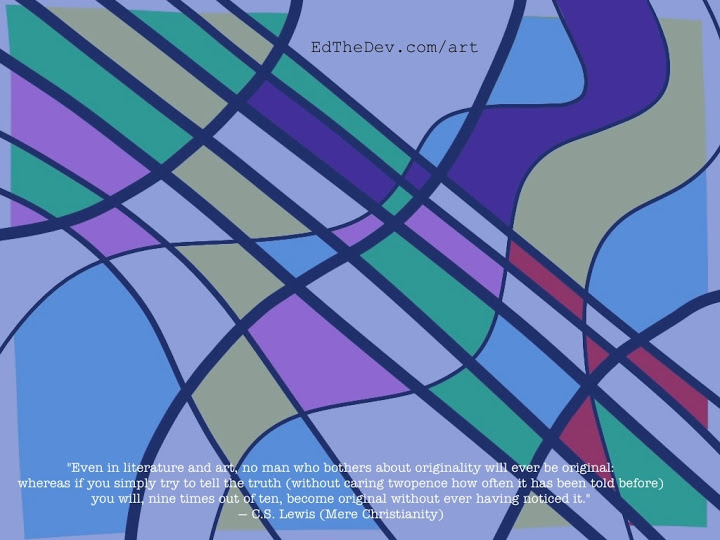 EdTheDev.com/art
"Even in literature and art, no man who bothers about originality will ever be original:
whereas if you simply try to tell the truth (without caring twopence how often it has been told before)
you will, nine times out of ten, become original without ever having noticed it."
— C.S. Lewis (Mere Christianity)